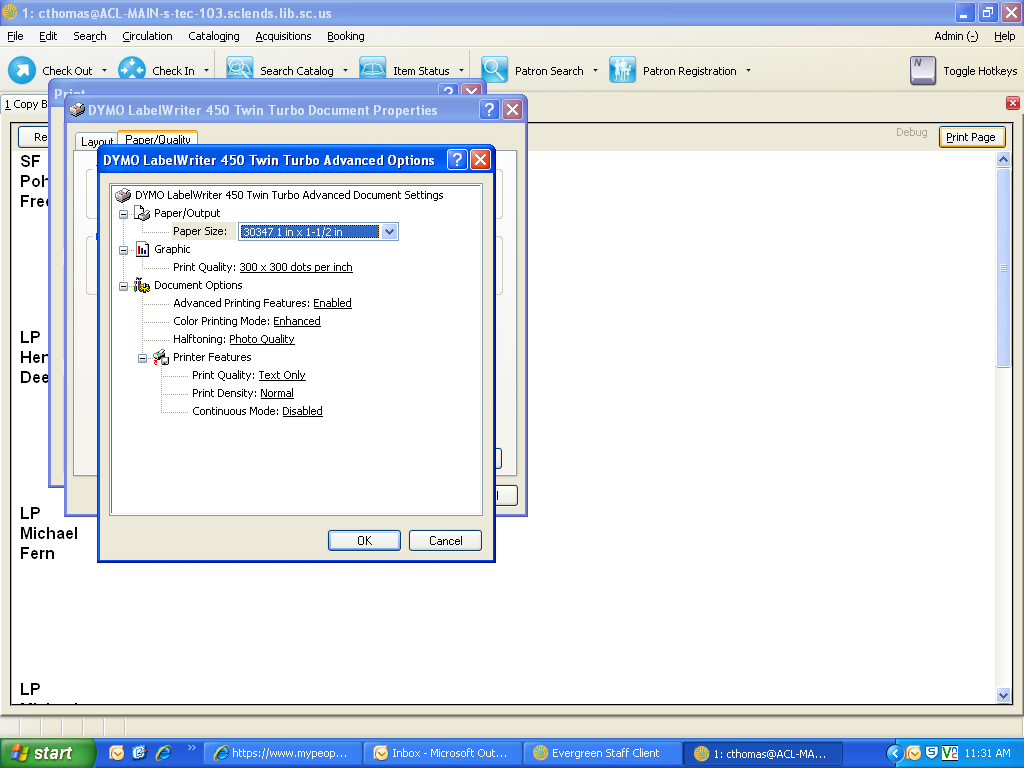 1: cthomas@ACL-MAIN-s-tec-103.sclends.lib.sc.us
File Edit Search Circulation Cataloging Acquisitions Booking Admin (-) Help
Check Out Check In Search Catalog Item Status Patron Search Patron Registration N Toggle Hotkeys
Print
1 Copy B
DYMO LabelWriter 450 Twin Turbo Document Properties
Re Debug Print Page
Layout Paper/Quality
SF
Poh
Free
DYMO LabelWriter 450 Twin Turbo Advanced Options
DYMO LabelWriter 450 Twin Turbo Advanced Document Settings
Paper/Output
Paper Size: 30347 1 in x 1-1/2 in
Graphic
Print Quality: 300 x 300 dots per inch
Document Options
Advanced Printing Features: Enabled
Color Printing Mode: Enhanced
Halftoning: Photo Quality
Printer Features
Print Quality: Text Only
Print Density: Normal
Continuous Mode: Disabled
OK Cancel
LP
Her
Dee
LP
Michael
Fern
LP
start https://www.mypeop... Inbox - Microsoft Out... Evergreen Staff Client 1: cthomas@ACL-MA... 11:31 AM